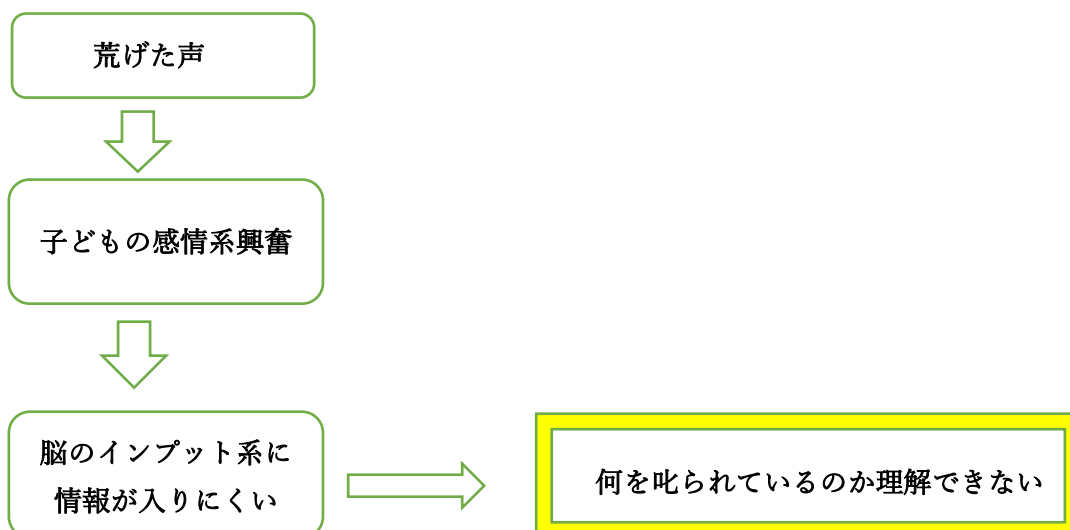 荒げた声
子どもの感情系興奮
脳のインプット系に
情報が入りにくい
何を叱られているのか理解できない